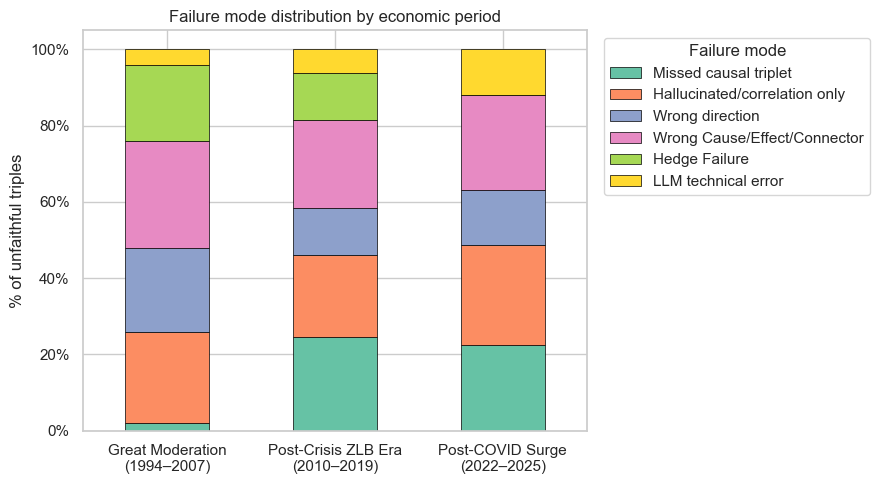 Failure mode distribution by economic period
% of unfaithful triples
100%
80%
60%
40%
20%
0%
Great Moderation
(1994–2007)
Post-Crisis ZLB Era
(2010–2019)
Post-COVID Surge
(2022–2025)
Failure mode
Missed causal triplet
Hallucinated/correlation only
Wrong direction
Wrong Cause/Effect/Connector
Hedge Failure
LLM technical error